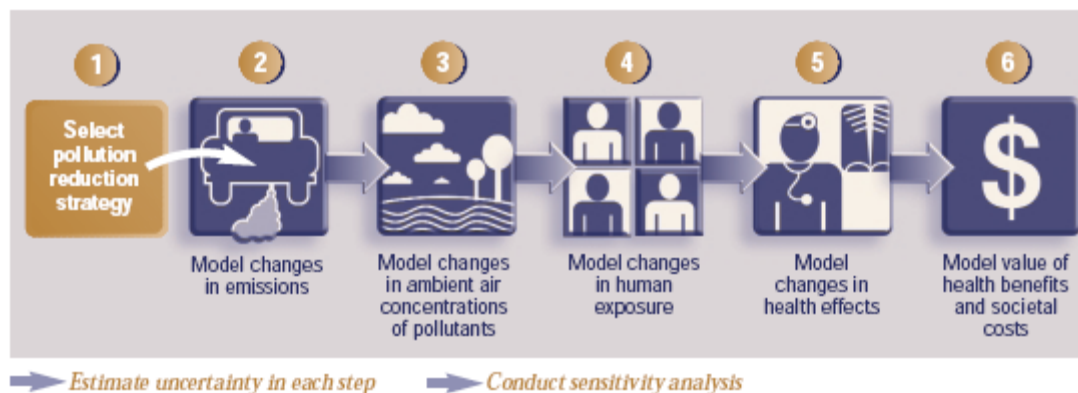 1
2
3
4
5
6
Select
pollution
reduction
strategy
$
Model changes
in emissions
Model changes
in ambient air
concentrations
of pollutants
Model changes
in human
exposure
Model
changes in
health effects
Model value of
health benefits
and societal
costs
Estimate uncertainty in each step
Conduct sensitivity analysis